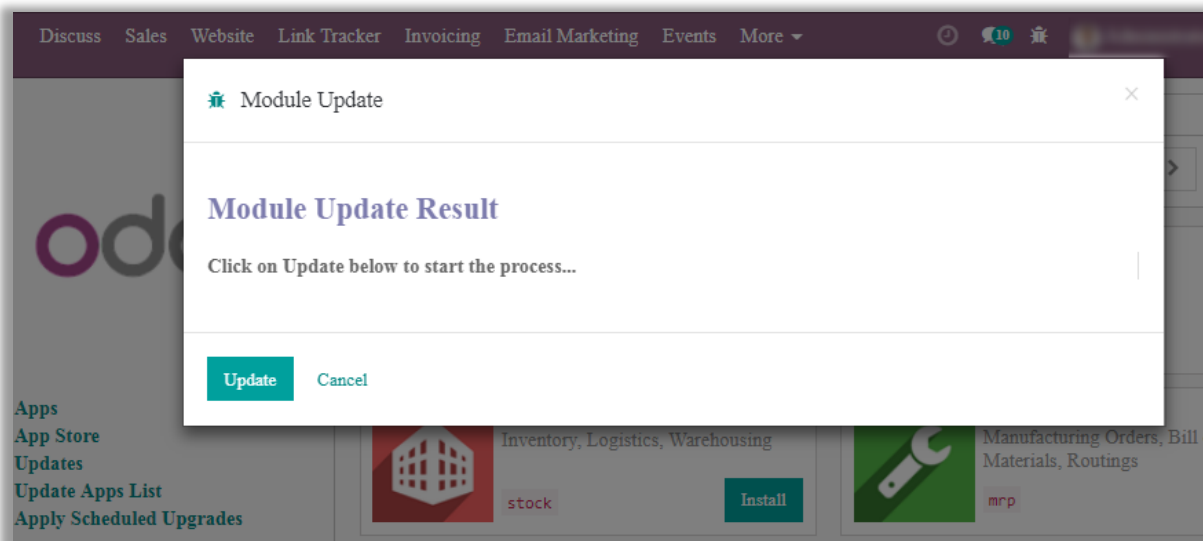 Discuss Sales Website Link Tracker Invoicing Email Marketing Events More 10
Module Update
Module Update Result
Click on Update below to start the process...
Update Cancel
Apps
App Store
Updates
Update Apps List
Apply Scheduled Upgrades
Inventory, Logistics, Warehousing
stock
Install
Manufacturing Orders, Bill
Materials, Routings
mrp